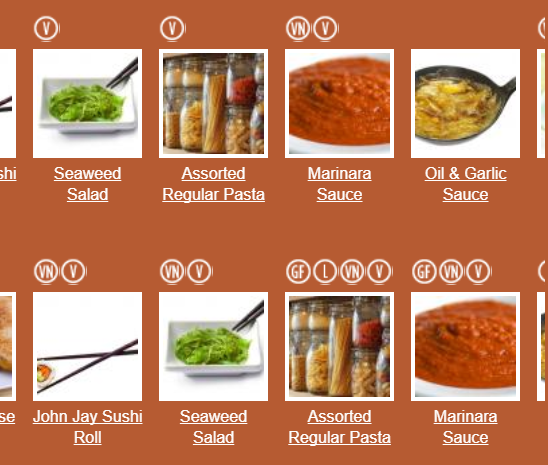 V V VN V
shi Seaweed Salad Assorted Regular Pasta Marinara Sauce Oil & Garlic Sauce
VN V VN V GF L VN V GF VN V
se John Jay Sushi Roll Seaweed Salad Assorted Regular Pasta Marinara Sauce